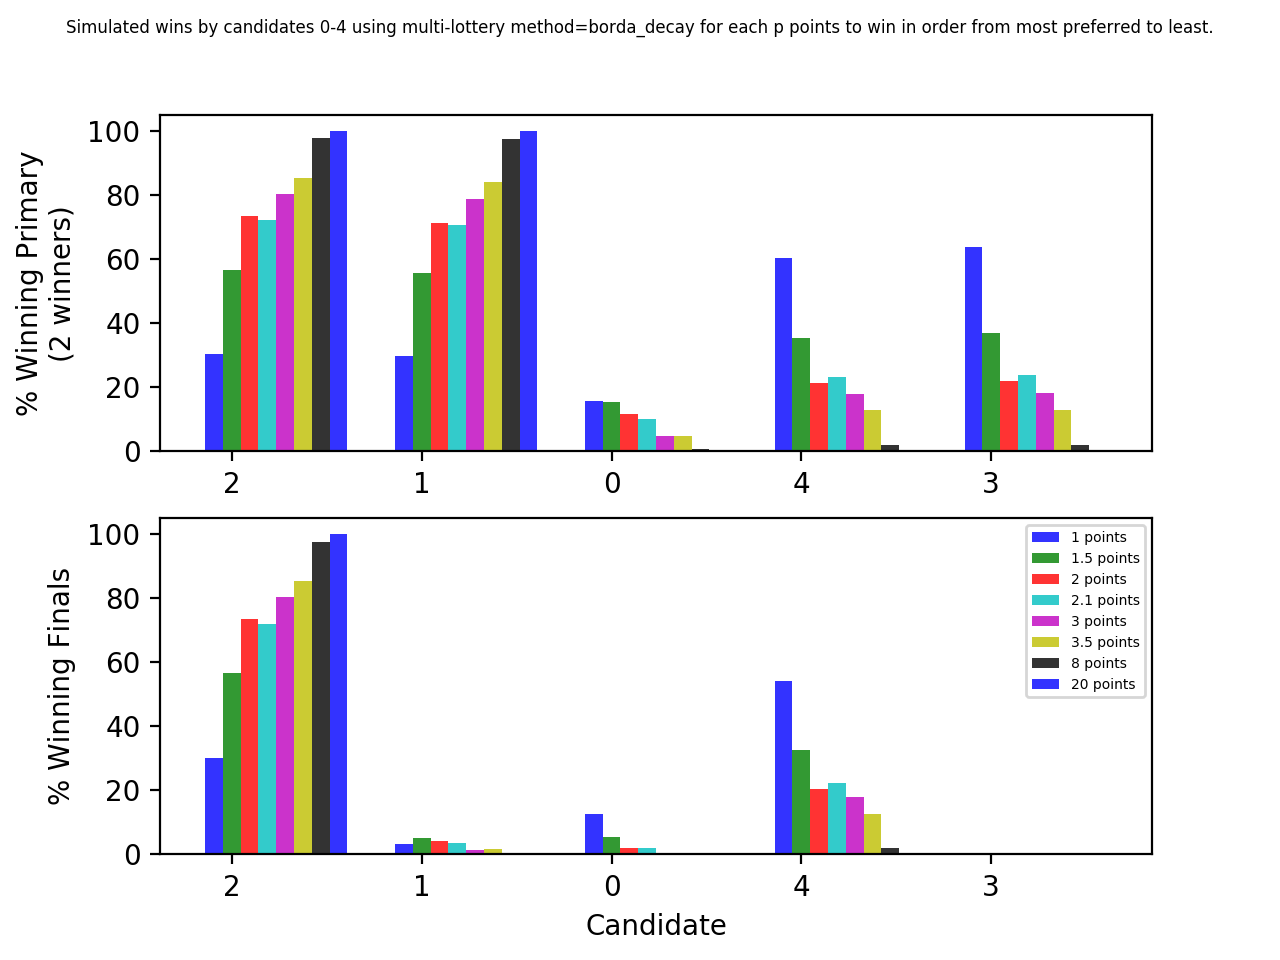 Simulated wins by candidates 0-4 using multi-lottery method=borda_decay for each p points to win in order from most preferred to least.
% Winning Primary
(2 winners)
100
80
60
40
20
0
2 1 0 4 3
% Winning Finals
100
80
60
40
20
0
1 points
1.5 points
2 points
2.1 points
3 points
3.5 points
8 points
20 points
2 1 0 4 3
Candidate